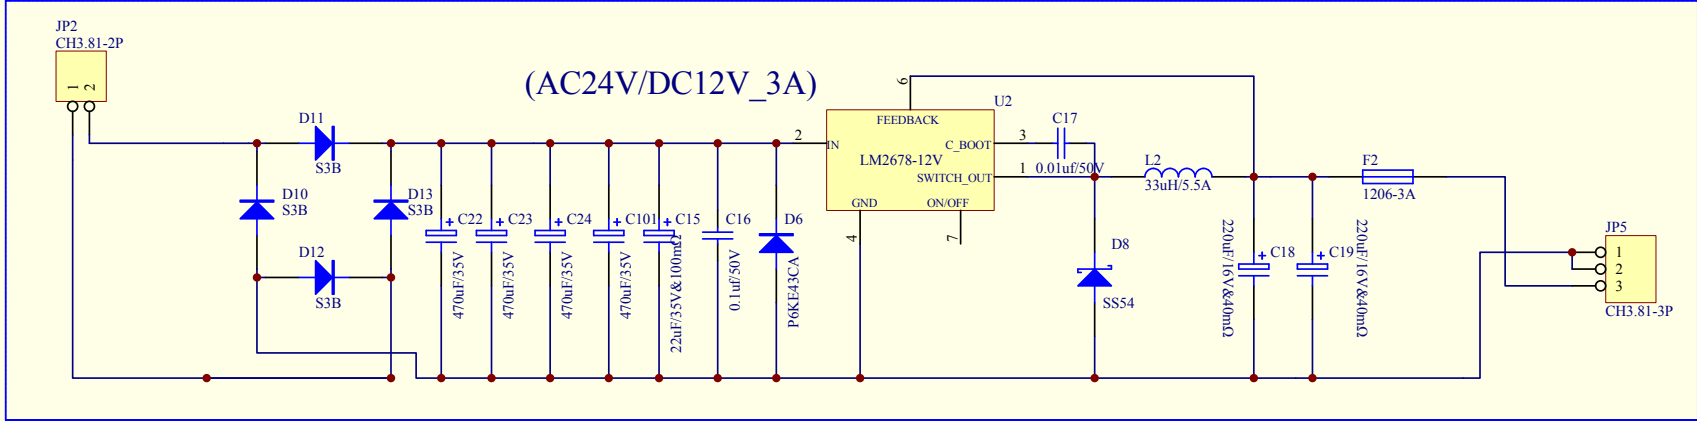 JP2
CH3.81-2P
1
2
(AC24V/DC12V_3A)
D11
S3B
D10
S3B
D13
S3B
D12
S3B
C22
470uF/35V
C23
470uF/35V
C24
470uF/35V
C101
470uF/35V
C15
22uF/35V&100mΩ
C16
0.1uf/50V
D6
P6KE43CA
U2
6
FEEDBACK
2
IN
LM2678-12V
C_BOOT
3
SWITCH_OUT
1
GND
4
ON/OFF
7
C17
0.01uf/50V
D8
SS54
L2
33uH/5.5A
C18
220uF/16V&40mΩ
C19
220uF/16V&40mΩ
F2
1206-3A
JP5
1
2
3
CH3.81-3P